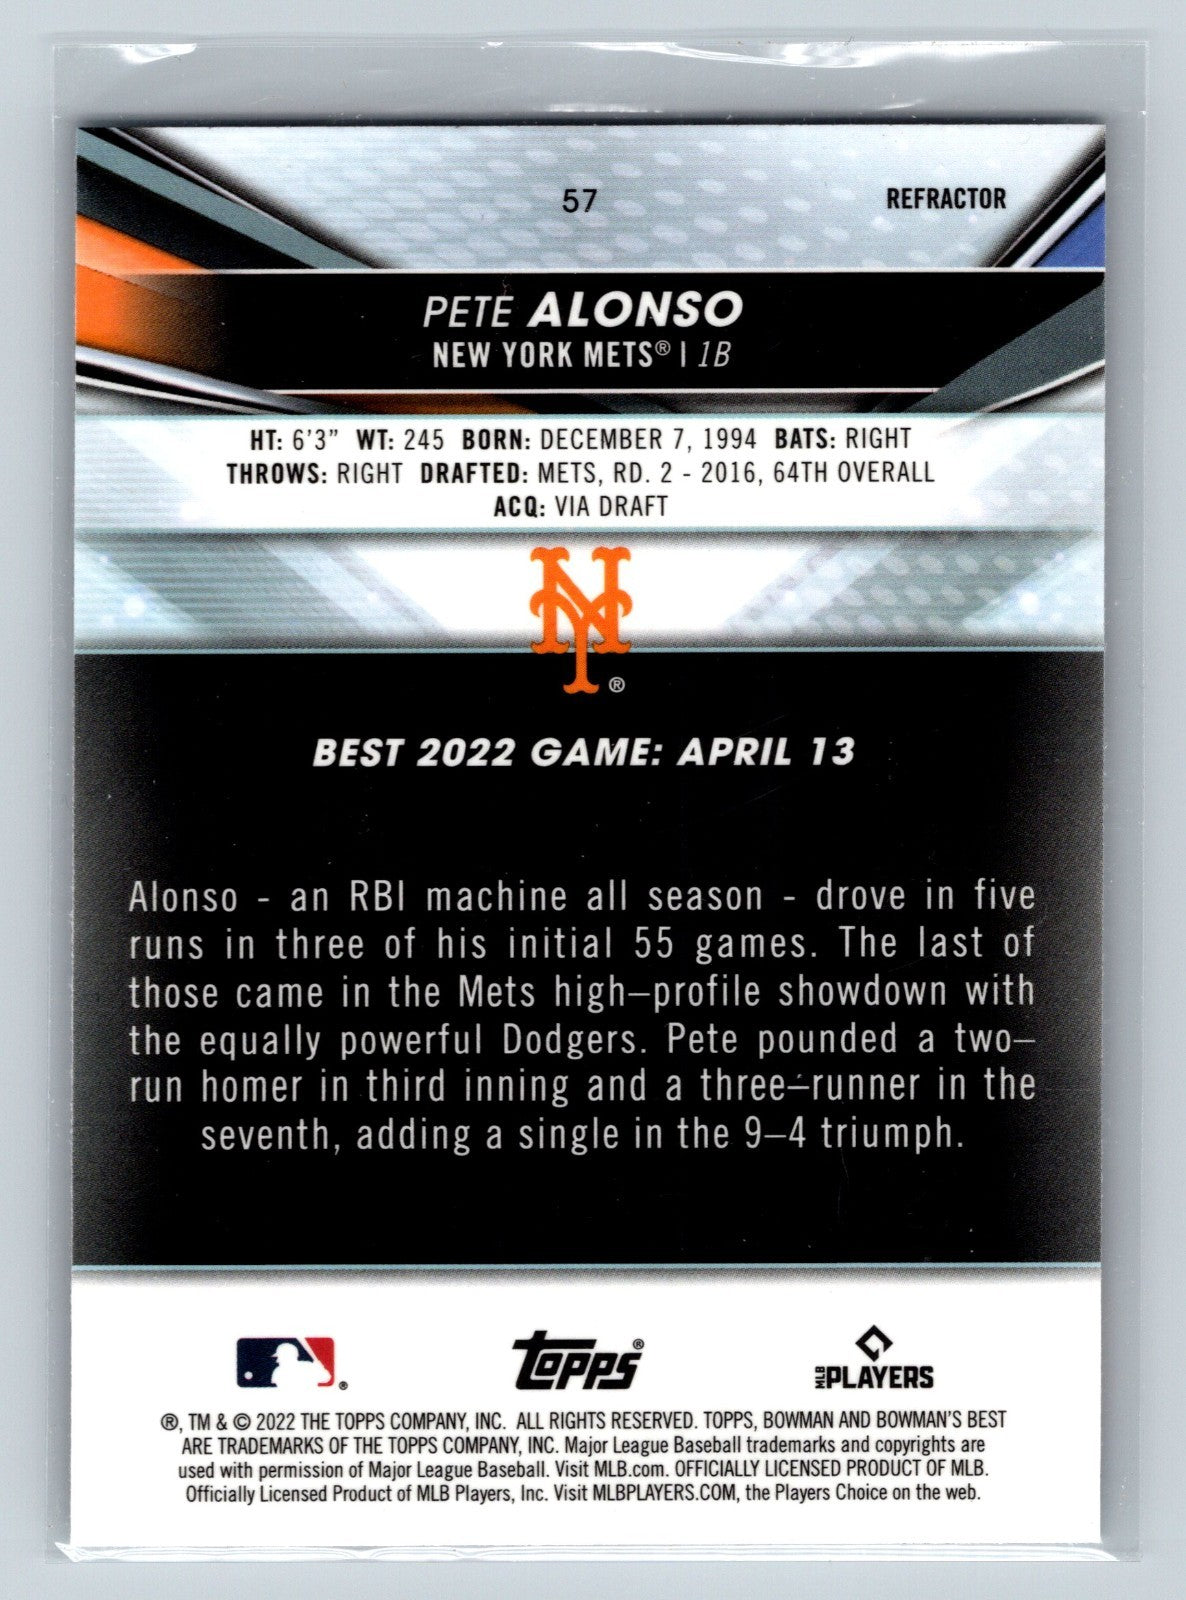 57
REFRACTOR
PETE ALONSO
NEW YORK METS® | 1B
HT: 6'3" WT: 245 BORN: DECEMBER 7, 1994 BATS: RIGHT
THROWS: RIGHT DRAFTED: METS, RD. 2 - 2016, 64TH OVERALL
ACQ: VIA DRAFT
NY
®
BEST 2022 GAME: APRIL 13
Alonso - an RBI machine all season - drove in five
runs in three of his initial 55 games. The last of
those came in the Mets high–profile showdown with
the equally powerful Dodgers. Pete pounded a two–
run homer in third inning and a three–runner in the
seventh, adding a single in the 9–4 triumph.
®
TOPPS®
MLB PLAYERS
®, TM & © 2022 THE TOPPS COMPANY, INC. ALL RIGHTS RESERVED. TOPPS, BOWMAN AND BOWMAN'S BEST
ARE TRADEMARKS OF THE TOPPS COMPANY, INC. Major League Baseball trademarks and copyrights are
used with permission of Major League Baseball. Visit MLB.com. OFFICIALLY LICENSED PRODUCT OF MLB.
Officially Licensed Product of MLB Players, Inc. Visit MLBPLAYERS.COM, the Players Choice on the web.